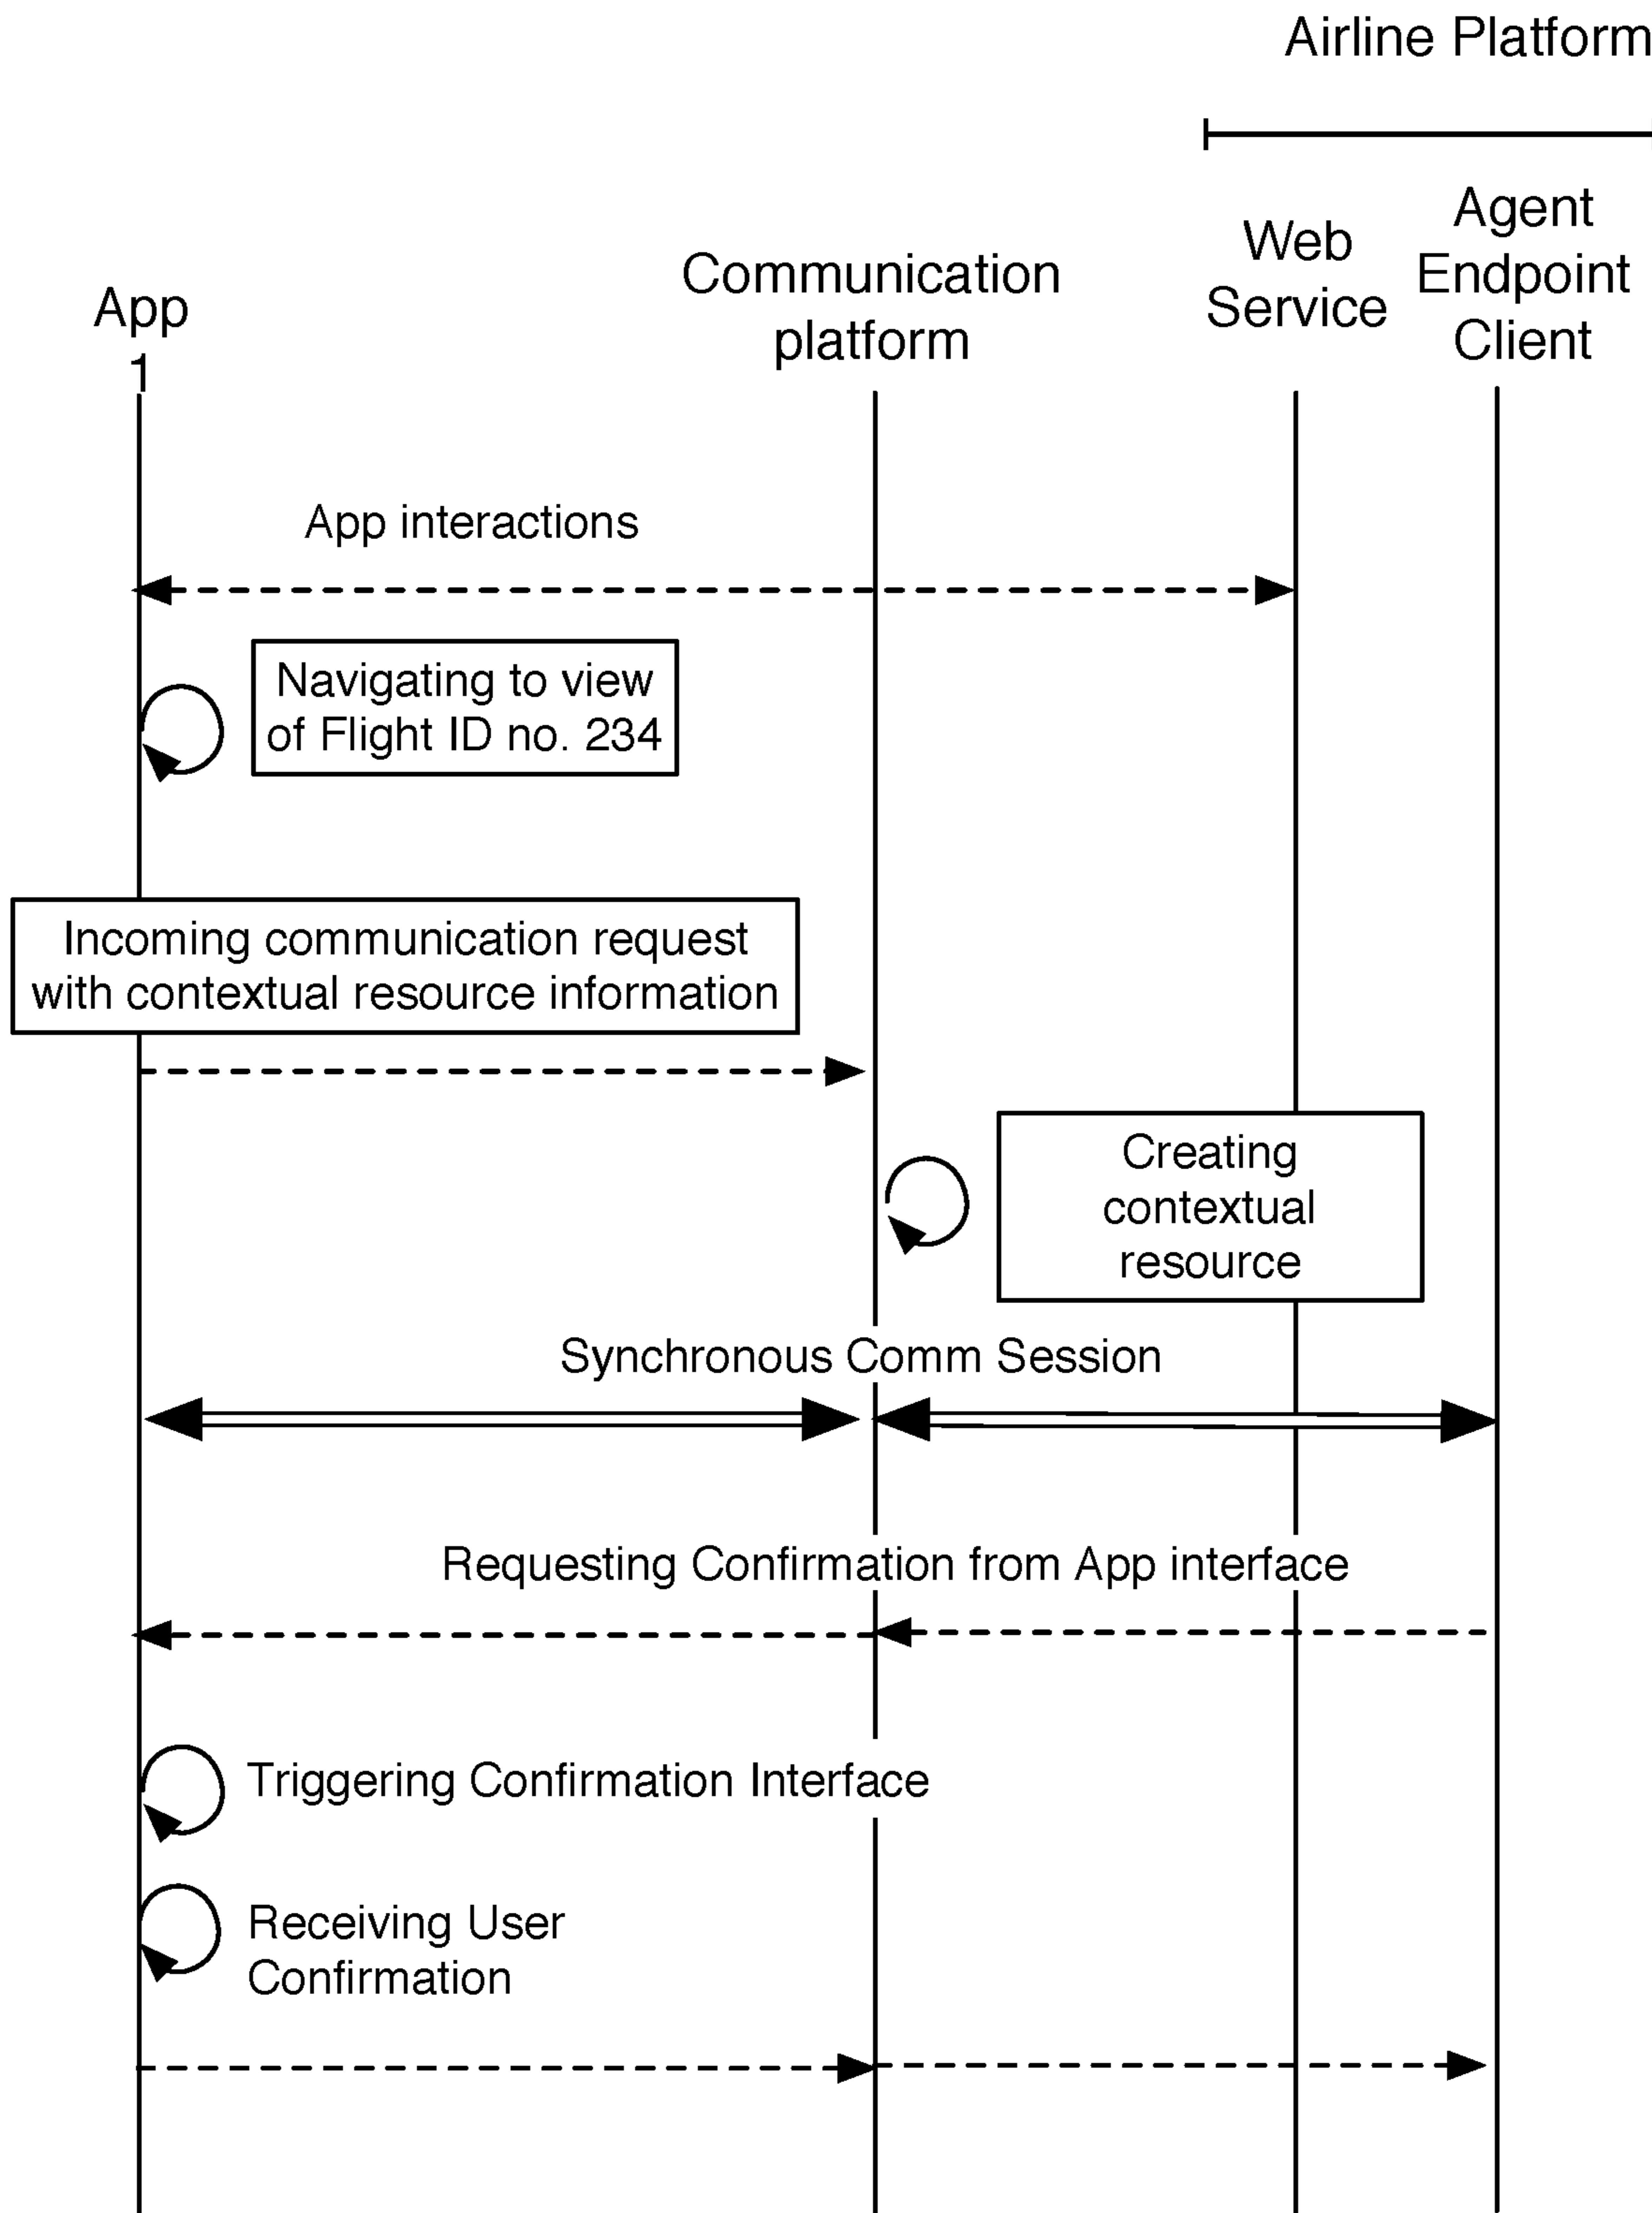 Airline Platform
Agent
Endpoint
Client
Web
Service
Communication
platform
App
1
App interactions
Navigating to view
of Flight ID no. 234
Incoming communication request
with contextual resource information
Creating
contextual
resource
Synchronous Comm Session
Requesting Confirmation from App interface
Triggering Confirmation Interface
Receiving User
Confirmation